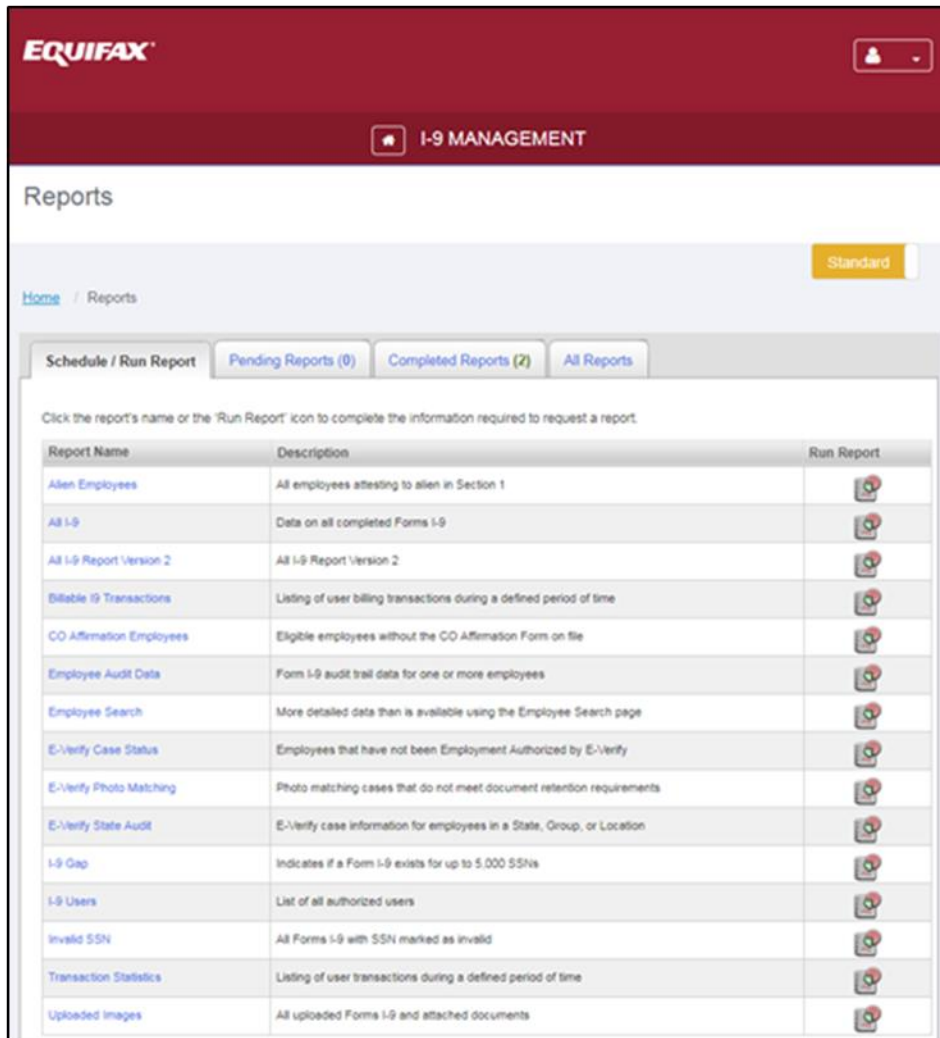 EQUIFAX
I-9 MANAGEMENT
Reports
Standard
Home / Reports
Schedule / Run Report Pending Reports (0) Completed Reports (2) All Reports
Click the report's name or the 'Run Report' icon to complete the information required to request a report.
Report Name Description Run Report
Alien Employees All employees attesting to alien in Section 1
All I-9 Data on all completed Forms I-9
All I-9 Report Version 2 All I-9 Report Version 2
Billable I9 Transactions Listing of user billing transactions during a defined period of time
CO Affirmation Employees Eligible employees without the CO Affirmation Form on file
Employee Audit Data Form I-9 audit trail data for one or more employees
Employee Search More detailed data than is available using the Employee Search page
E-Verify Case Status Employees that have not been Employment Authorized by E-Verify
E-Verify Photo Matching Photo matching cases that do not meet document retention requirements
E-Verify State Audit E-Verify case information for employees in a State, Group, or Location
I-9 Gap Indicates if a Form I-9 exists for up to 5,000 SSNs
I-9 Users List of all authorized users
Invalid SSN All Forms I-9 with SSN marked as invalid
Transaction Statistics Listing of user transactions during a defined period of time
Uploaded Images All uploaded Forms I-9 and attached documents